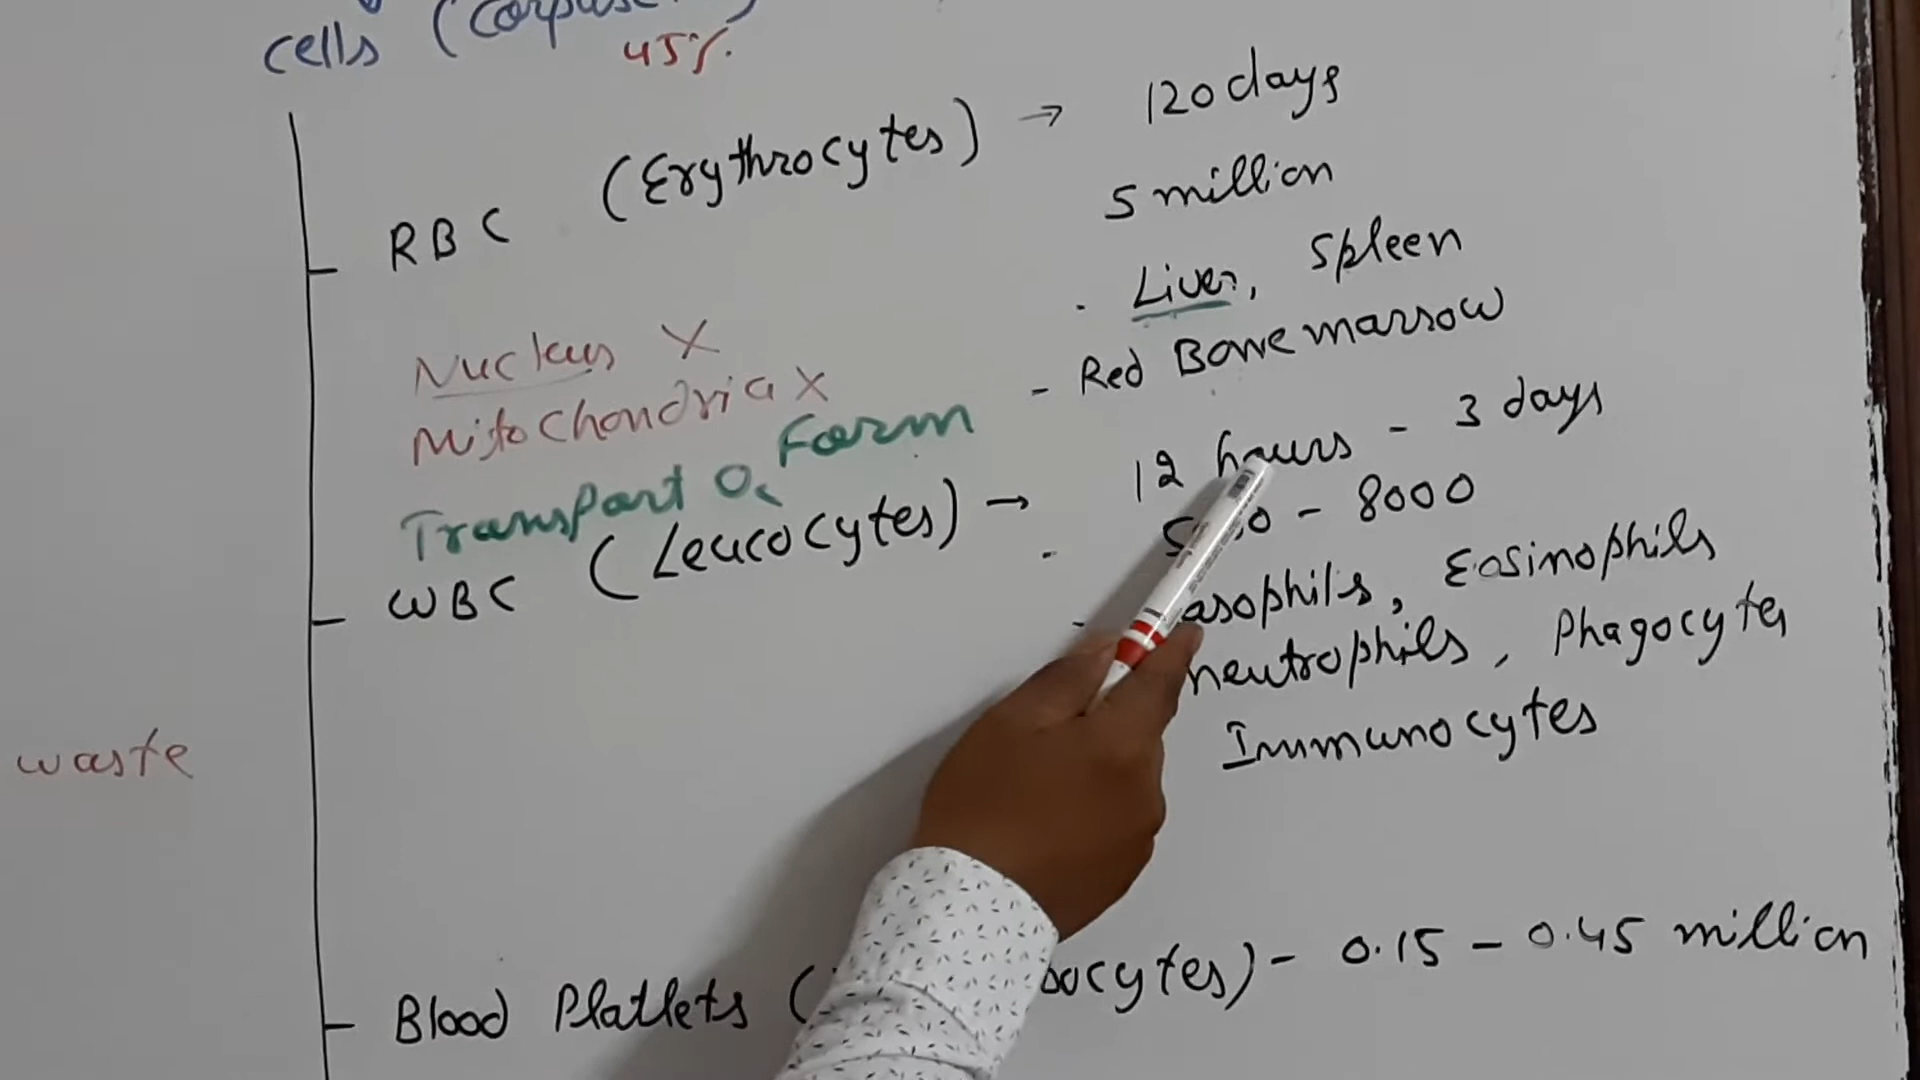 cells (Corpus
45%.
RBC (Erythrocytes) → 120 days
5 million
. Liver, Spleen
Nucleus X
- Red Bone marrow
Mitochondria X
Transport O₂ Form
WBC (Leucocytes) → 12 hours - 3 days
- 8000
asophils, Eosinophils
neutrophils, Phagocytes
Immunocytes
waste
Blood Platlets ( ocytes) - 0.15 - 0.45 million